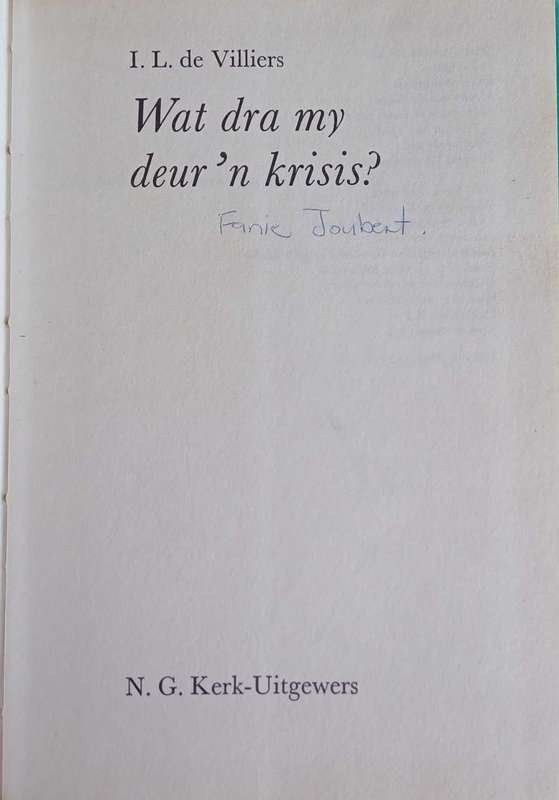 I. L. de Villiers
Wat dra my
deur 'n krisis?
Fanie Joubert.
N. G. Kerk-Uitgewers